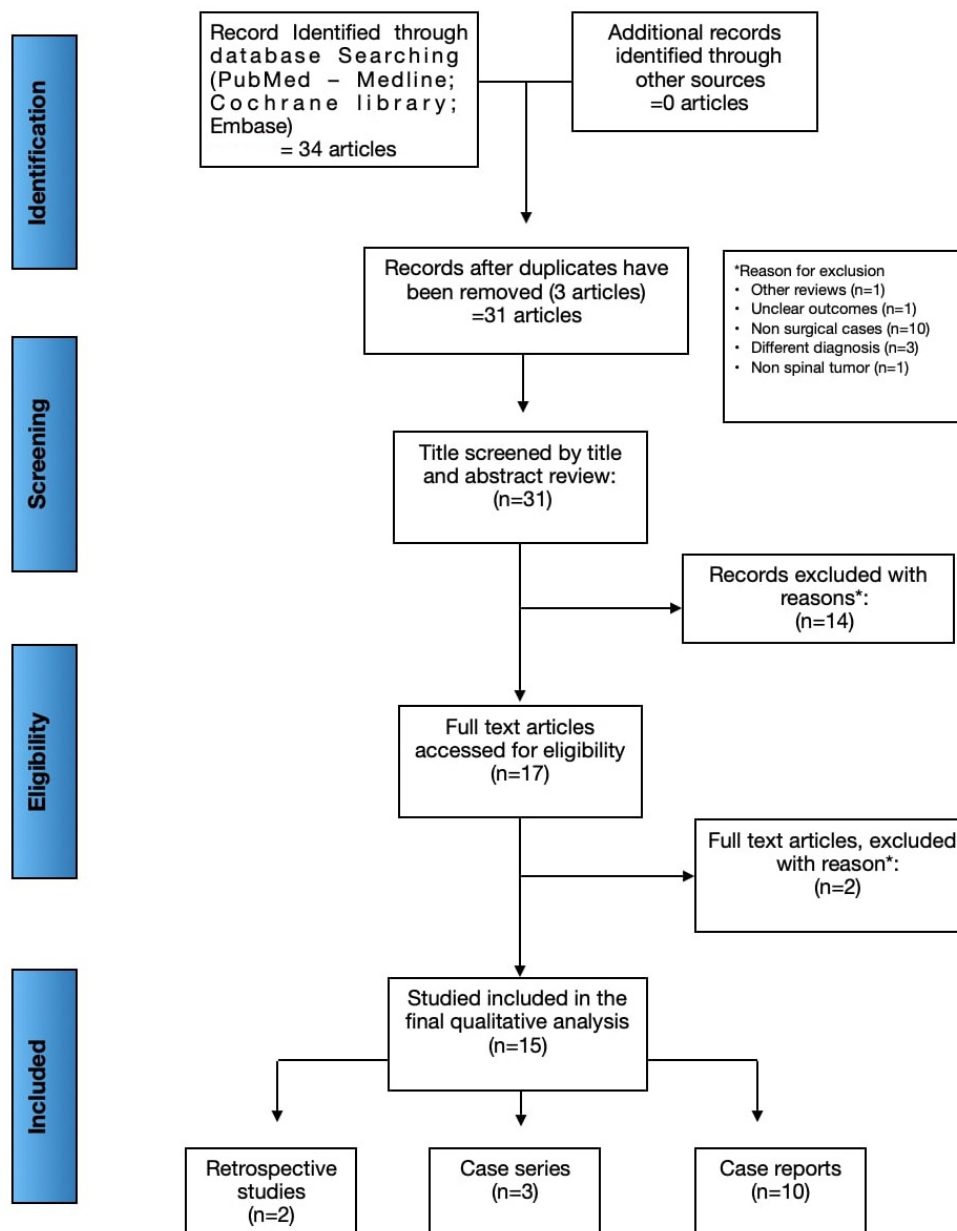 Identification
Record Identified through
database Searching
(PubMed – Medline;
Cochrane library;
Embase)
= 34 articles
Additional records
identified through
other sources
=0 articles
Records after duplicates have
been removed (3 articles)
=31 articles
*Reason for exclusion
• Other reviews (n=1)
• Unclear outcomes (n=1)
• Non surgical cases (n=10)
• Different diagnosis (n=3)
• Non spinal tumor (n=1)
Screening
Title screened by title
and abstract review:
(n=31)
Records excluded with
reasons*:
(n=14)
Eligibility
Full text articles
accessed for eligibility
(n=17)
Full text articles, excluded
with reason*:
(n=2)
Included
Studied included in the
final qualitative analysis
(n=15)
Retrospective
studies
(n=2)
Case series
(n=3)
Case reports
(n=10)